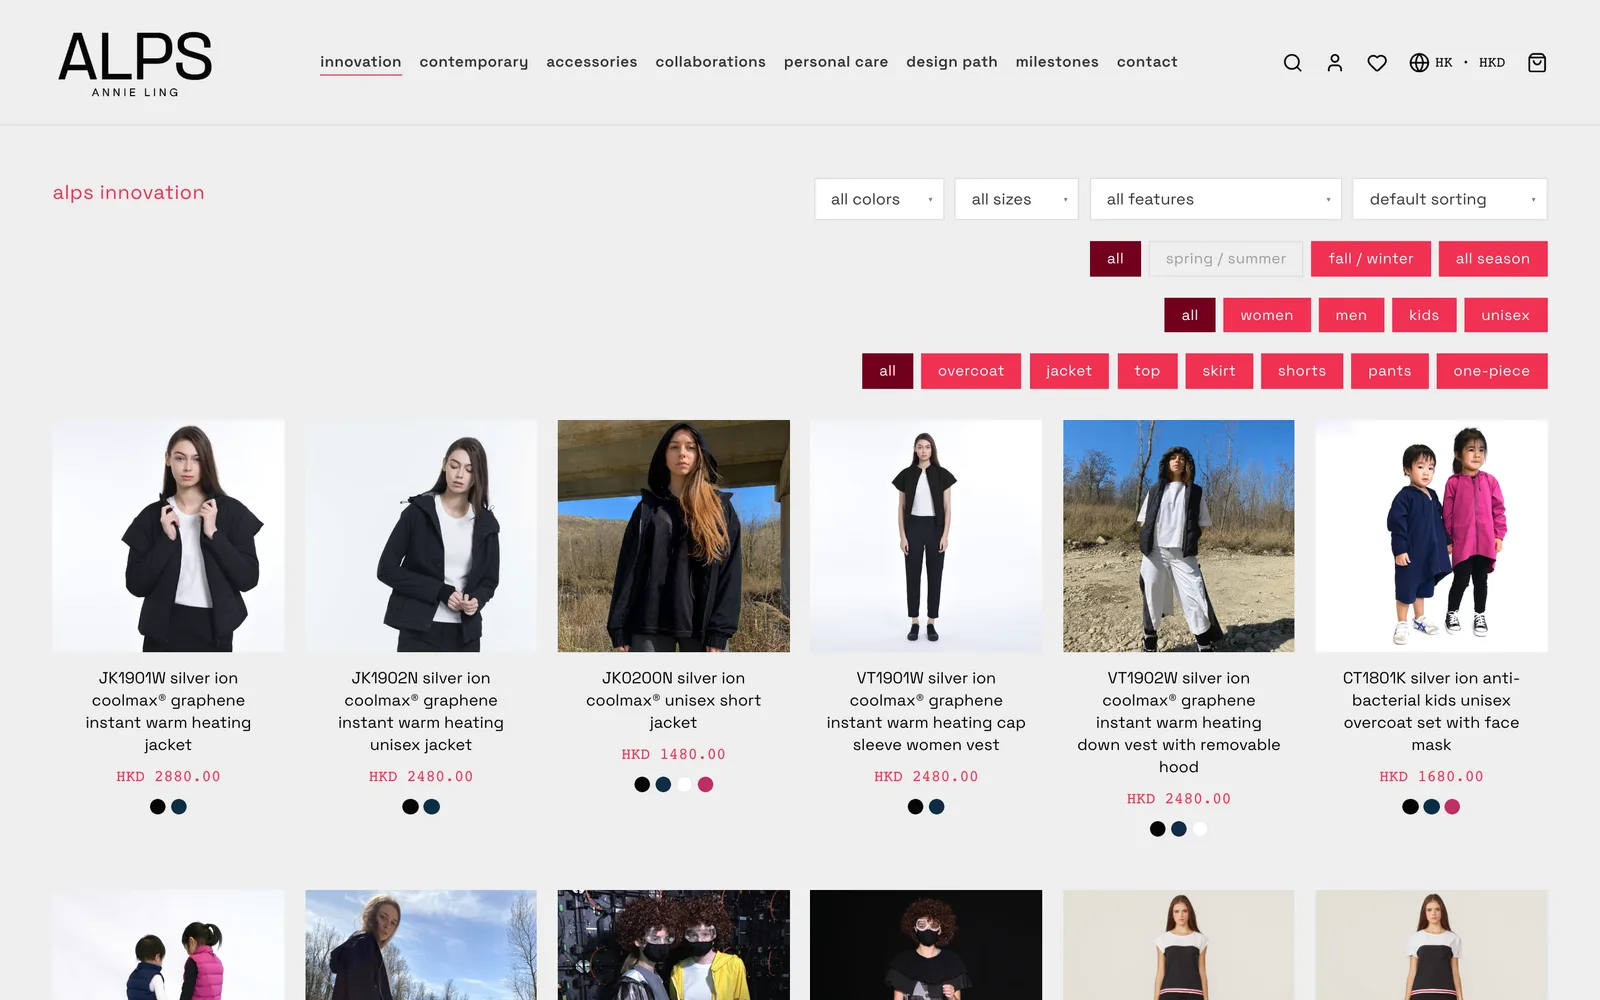 ALPS
ANNIE LING
innovation contemporary accessories collaborations personal care design path milestones contact
HK • HKD
alps innovation
all colors all sizes all features default sorting
all spring / summer fall / winter all season
all women men kids unisex
all overcoat jacket top skirt shorts pants one-piece
JK1901W silver ion
coolmax® graphene
instant warm heating
jacket
HKD 2880.00
JK1902N silver ion
coolmax® graphene
instant warm heating
unisex jacket
HKD 2480.00
JK0200N silver ion
coolmax® unisex short
jacket
HKD 1480.00
VT1901W silver ion
coolmax® graphene
instant warm heating cap
sleeve women vest
HKD 2480.00
VT1902W silver ion
coolmax® graphene
instant warm heating
down vest with removable
hood
HKD 2480.00
CT1801K silver ion anti-
bacterial kids unisex
overcoat set with face
mask
HKD 1680.00